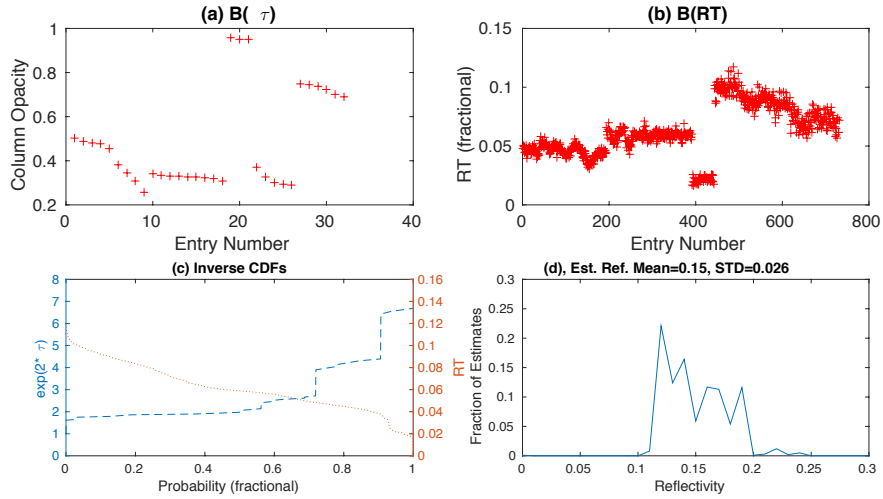 (a) B( τ)
Column Opacity
1
0.8
0.6
0.4
0.2
0 10 20 30 40
Entry Number
(b) B(RT)
RT (fractional)
0.1
0.05
0
0 200 400 600 800
Entry Number
(c) Inverse CDFs
exp(2* τ)
8
7
6
5
4
3
2
1
0
0 0.2 0.4 0.6 0.8 1
Probability (fractional)
0.16
0.14
0.12
0.1
0.08
0.06
0.04
0.02
0
RT
(d), Est. Ref. Mean=0.15, STD=0.026
Fraction of Estimates
0.3
0.25
0.2
0.15
0.1
0.05
0
0 0.05 0.1 0.15 0.2 0.25 0.3
Reflectivity